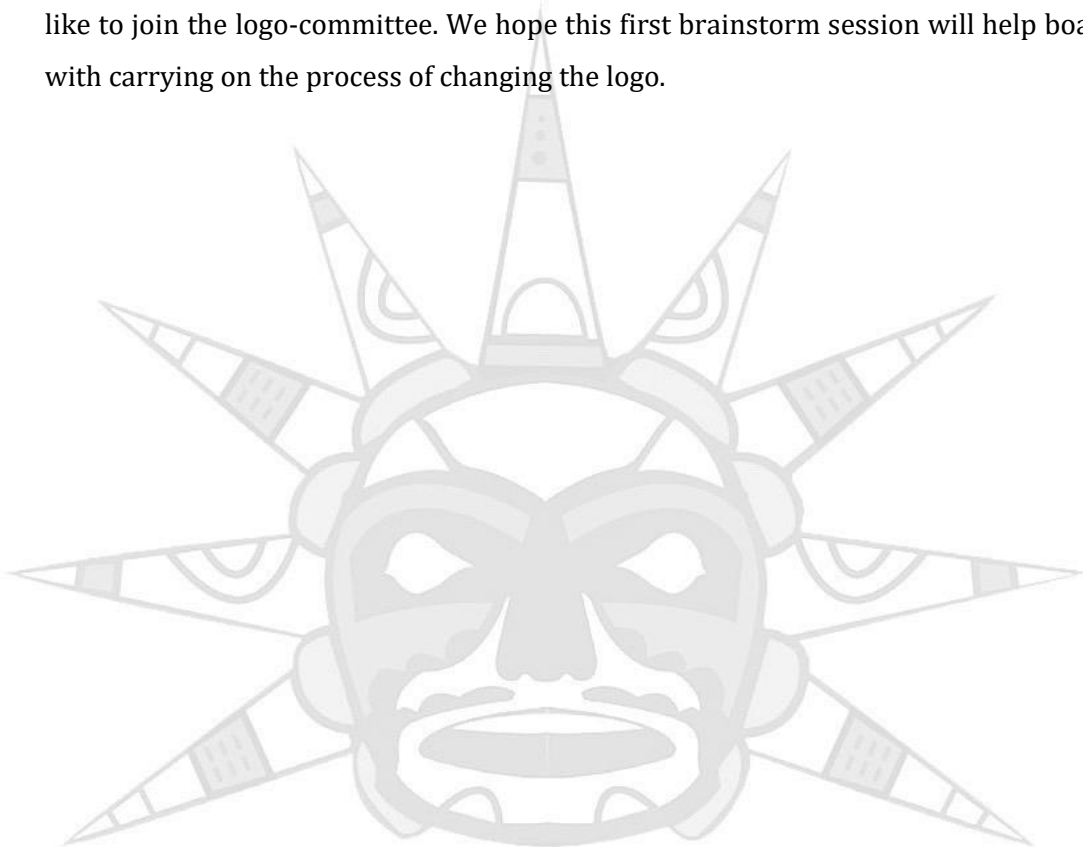 like to join the logo-committee. We hope this first brainstorm session will help
with carrying on the process of changing the logo.